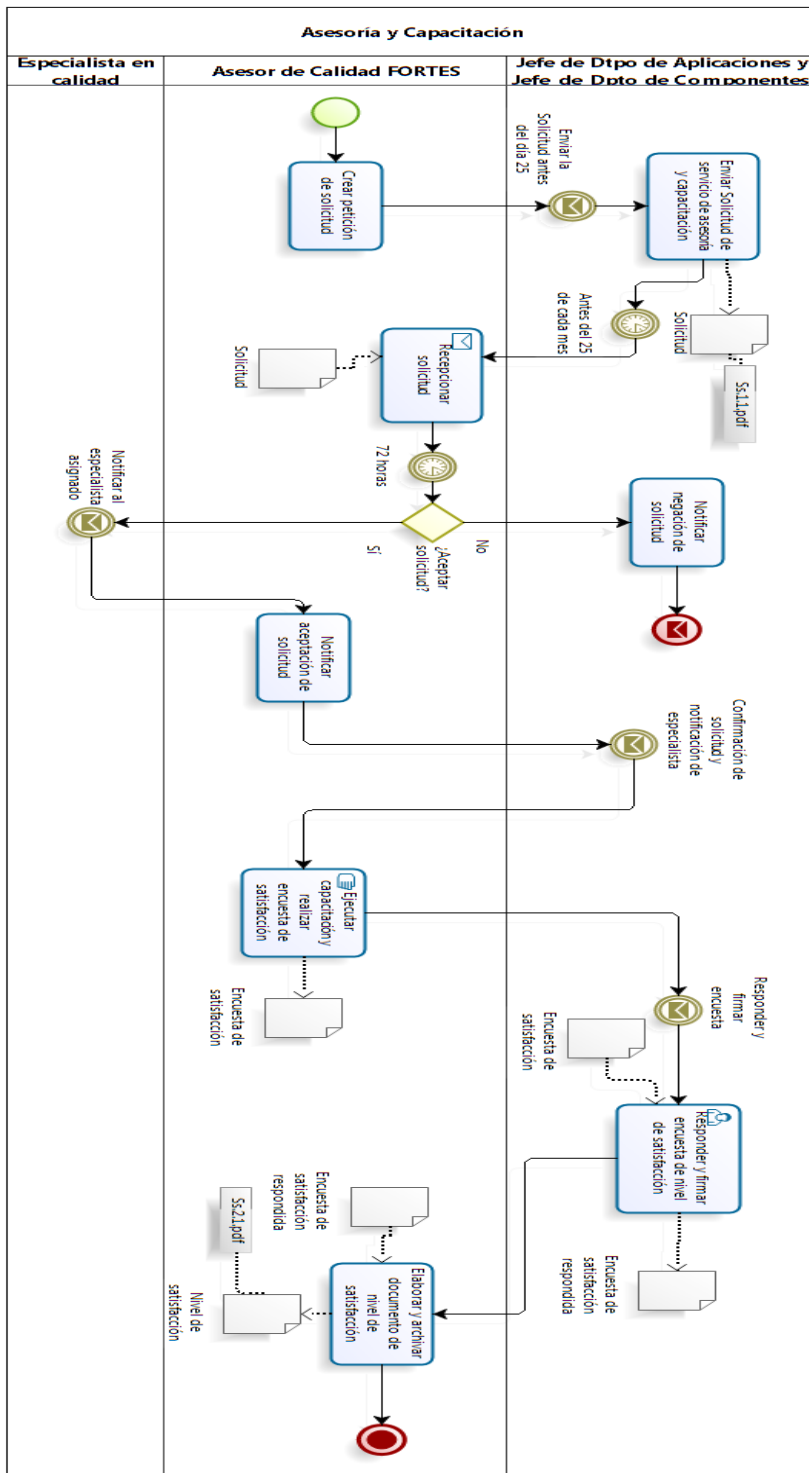 Asesoría y Capacitación
Especialista en
calidad
Asesor de Calidad FORTES
Jefe de Dtpo de Aplicaciones y
Jefe de Dpto de Componentes
Crear petición
de solicitud
Enviar la
Solicitud antes
del día 25
Enviar Solicitud de
servicio de asesoría
y capacitación
Solicitud
Ss.1.1.pdf
Antes del 25
de cada mes
Recepcionar
solicitud
Solicitud
72 horas
¿Aceptar
solicitud?
No
Sí
Notificar
negación de
solicitud
Notificar al
especialista
asignado
Notificar
aceptación de
solicitud
Confirmación de
solicitud y
notificación de
especialista
Ejecutar
capacitación y
realizar
encuesta de
satisfacción
Encuesta de
satisfacción
Responder y
firmar
encuesta
Encuesta de
satisfacción
Responder y firmar
encuesta de nivel
de satisfacción
Encuesta de
satisfacción
respondida
Encuesta de
satisfacción
respondida
Elaborar y archivar
documento de
nivel de
satisfacción
Ss.2.1.pdf
Nivel de
satisfacción